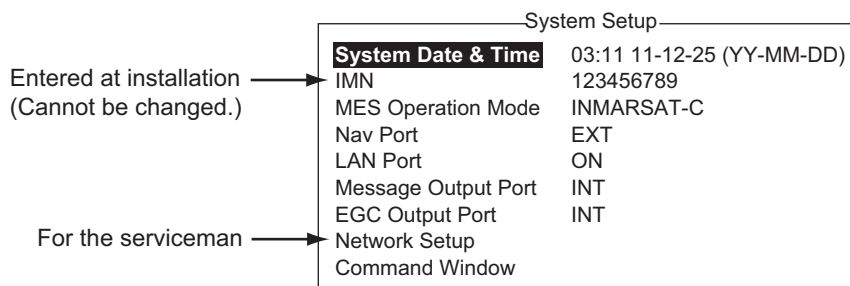 System Setup
System Date & Time 03:11 11-12-25 (YY-MM-DD)
Entered at installation IMN 123456789
(Cannot be changed.) MES Operation Mode INMARSAT-C
Nav Port EXT
LAN Port ON
Message Output Port INT
EGC Output Port INT
For the serviceman Network Setup
Command Window